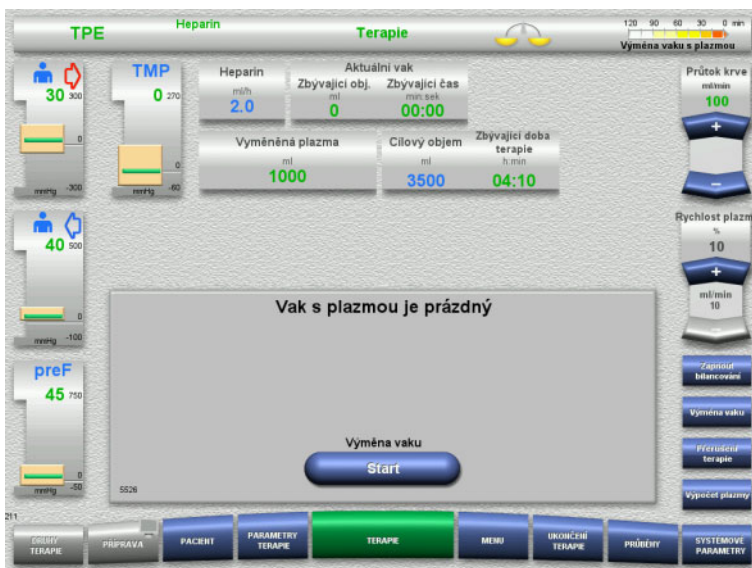 TPE
Heparin
Terapie
120 90 60 30 0 min
Výměna vaku s plazmou
30 300
0
mmHg -300
TMP
0 270
0
mmHg -60
Heparin
ml/h
2.0
Aktuální vak
Zbývající obj. Zbývající čas
ml min:sek
0 00:00
Vyměněná plazma
ml
1000
Cílový objem
ml
3500
Zbývající doba
terapie
h:min
04:10
Průtok krve
ml/min
100
+
−
40 500
0
mmHg -100
Rychlost plazm
%
10
+
ml/min
10
−
preF
45 750
0
mmHg -50
Vak s plazmou je prázdný
Výměna vaku
Start
5526
Zapnout
bilancování
Výměna vaku
Přerušení
terapie
Výpočet plazmy
211
DRUHY
TERAPIE
PŘÍPRAVA
PACIENT
PARAMETRY
TERAPIE
TERAPIE
MENU
UKONČENÍ
TERAPIE
PRŮBĚHY
SYSTÉMOVÉ
PARAMETRY